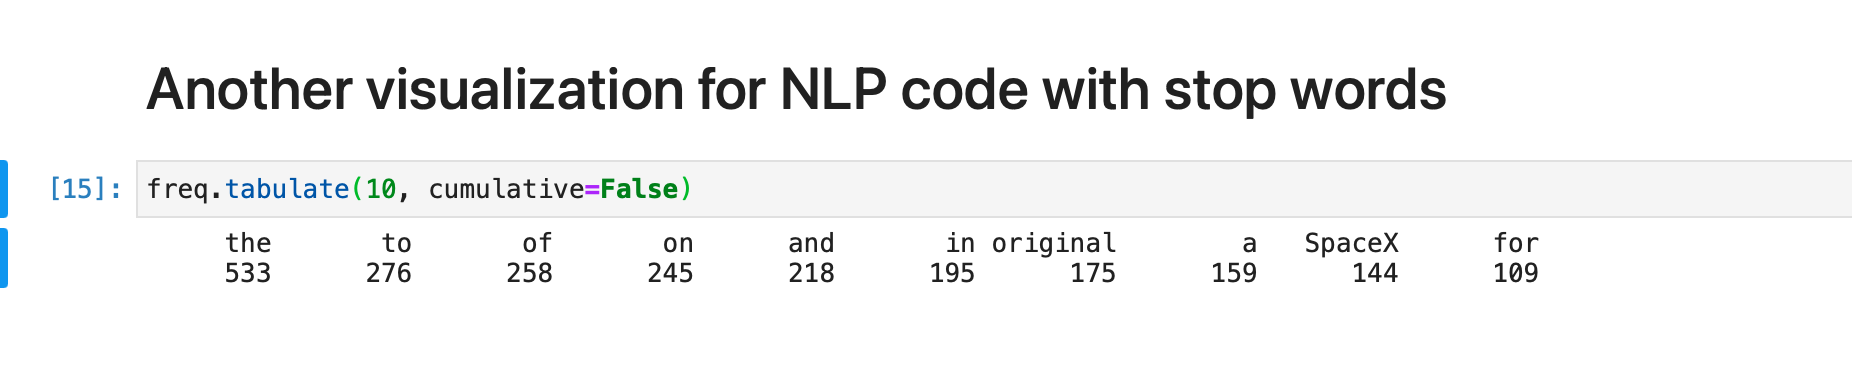 Another visualization for NLP code with stop words
[15]: freq.tabulate(10, cumulative=False)
the to of on and in original a SpaceX for
533 276 258 245 218 195 175 159 144 109